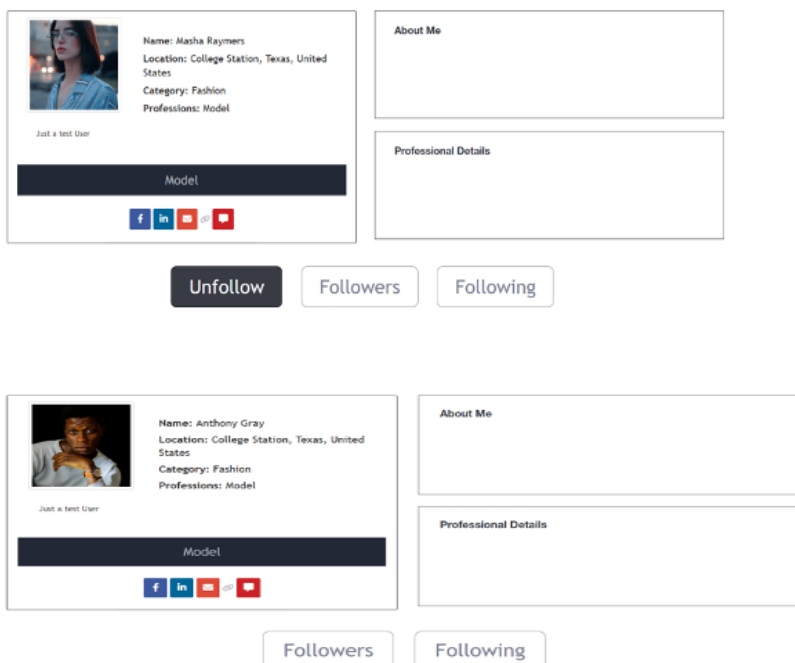 Name: Masha Raymers
Location: College Station, Texas, United
States
Category: Fashion
Professions: Model
Just a test User
Model
f in
About Me
Professional Details
Unfollow Followers Following
Name: Anthony Gray
Location: College Station, Texas, United
States
Category: Fashion
Professions: Model
Just a test User
Model
f in
About Me
Professional Details
Followers Following